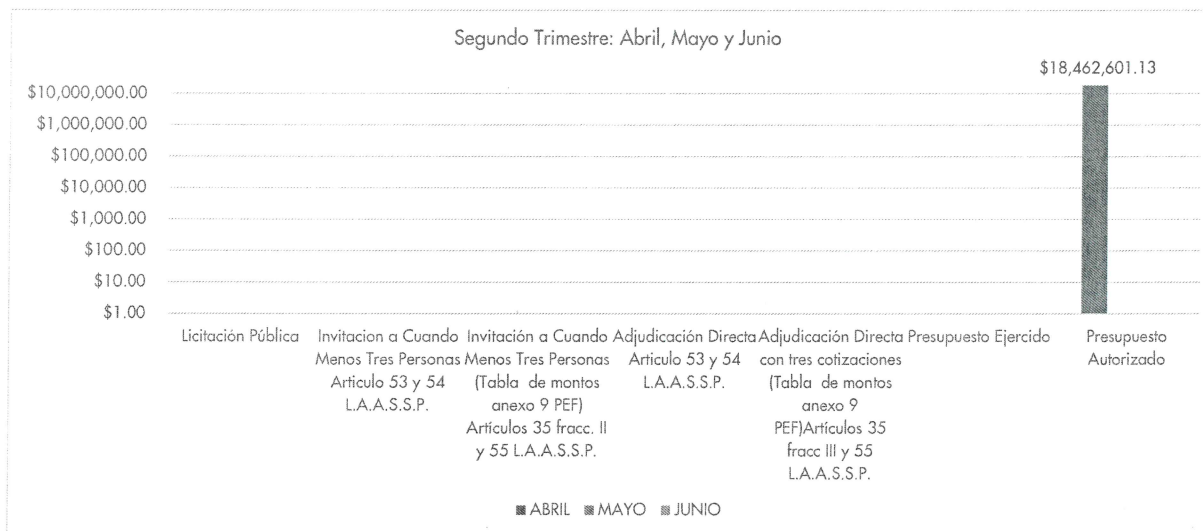 Segundo Trimestre: Abril, Mayo y Junio
$18,462,601.13
$10,000,000.00
$1,000,000.00
$100,000.00
$10,000.00
$1,000.00
$100.00
$10.00
$1.00
Licitación Pública
Invitacion a Cuando
Menos Tres Personas
Articulo 53 y 54
L.A.A.S.S.P.
Invitación a Cuando
Menos Tres Personas
(Tabla de montos
anexo 9 PEF)
Artículos 35 fracc. II
y 55 L.A.A.S.S.P.
Adjudicación Directa
Articulo 53 y 54
L.A.A.S.S.P.
Adjudicación Directa
con tres cotizaciones
(Tabla de montos
anexo 9
PEF)Artículos 35
fracc III y 55
L.A.A.S.S.P.
Presupuesto Ejercido
Presupuesto
Autorizado
ABRIL MAYO JUNIO